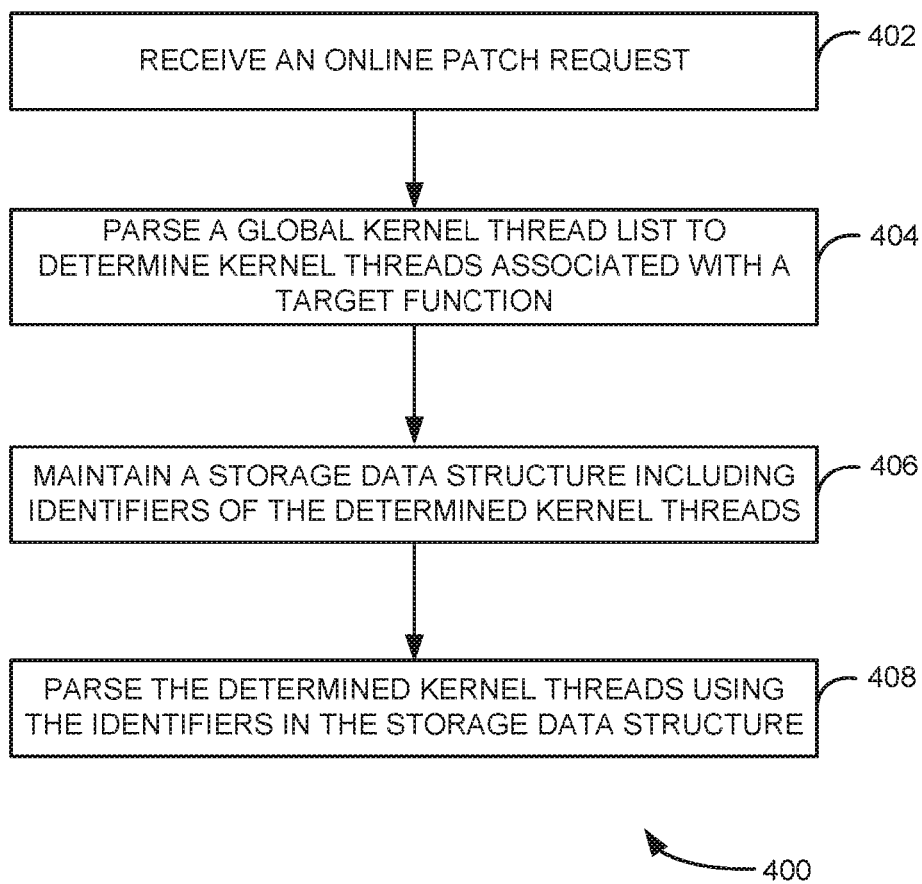 RECEIVE AN ONLINE PATCH REQUEST
402
PARSE A GLOBAL KERNEL THREAD LIST TO
DETERMINE KERNEL THREADS ASSOCIATED WITH A
TARGET FUNCTION
404
MAINTAIN A STORAGE DATA STRUCTURE INCLUDING
IDENTIFIERS OF THE DETERMINED KERNEL THREADS
406
PARSE THE DETERMINED KERNEL THREADS USING
THE IDENTIFIERS IN THE STORAGE DATA STRUCTURE
408
400